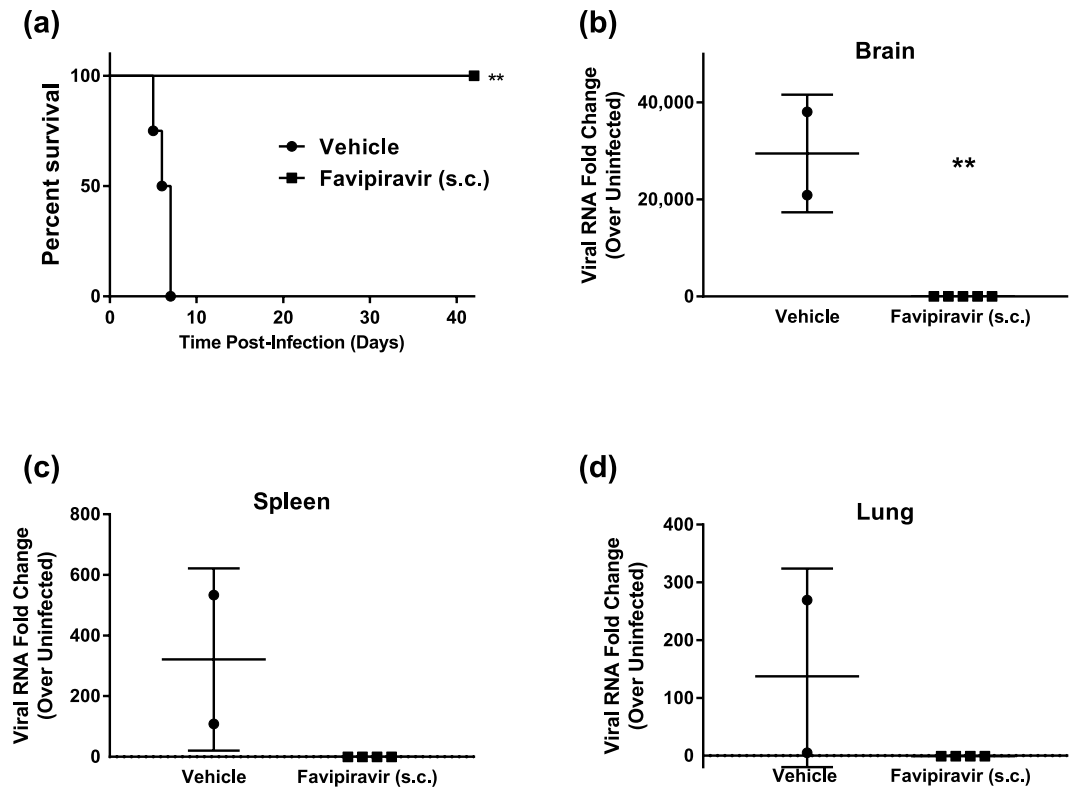 (a)
Percent survival
100
50
0
0 10 20 30 40
Time Post-Infection (Days)
**
Vehicle
Favipiravir (s.c.)
(b)
Brain
Viral RNA Fold Change
(Over Uninfected)
40,000
20,000
0
**
Vehicle Favipiravir (s.c.)
(c)
Spleen
Viral RNA Fold Change
(Over Uninfected)
800
600
400
200
0
Vehicle Favipiravir (s.c.)
(d)
Lung
Viral RNA Fold Change
(Over Uninfected)
400
300
200
100
0
Vehicle Favipiravir (s.c.)